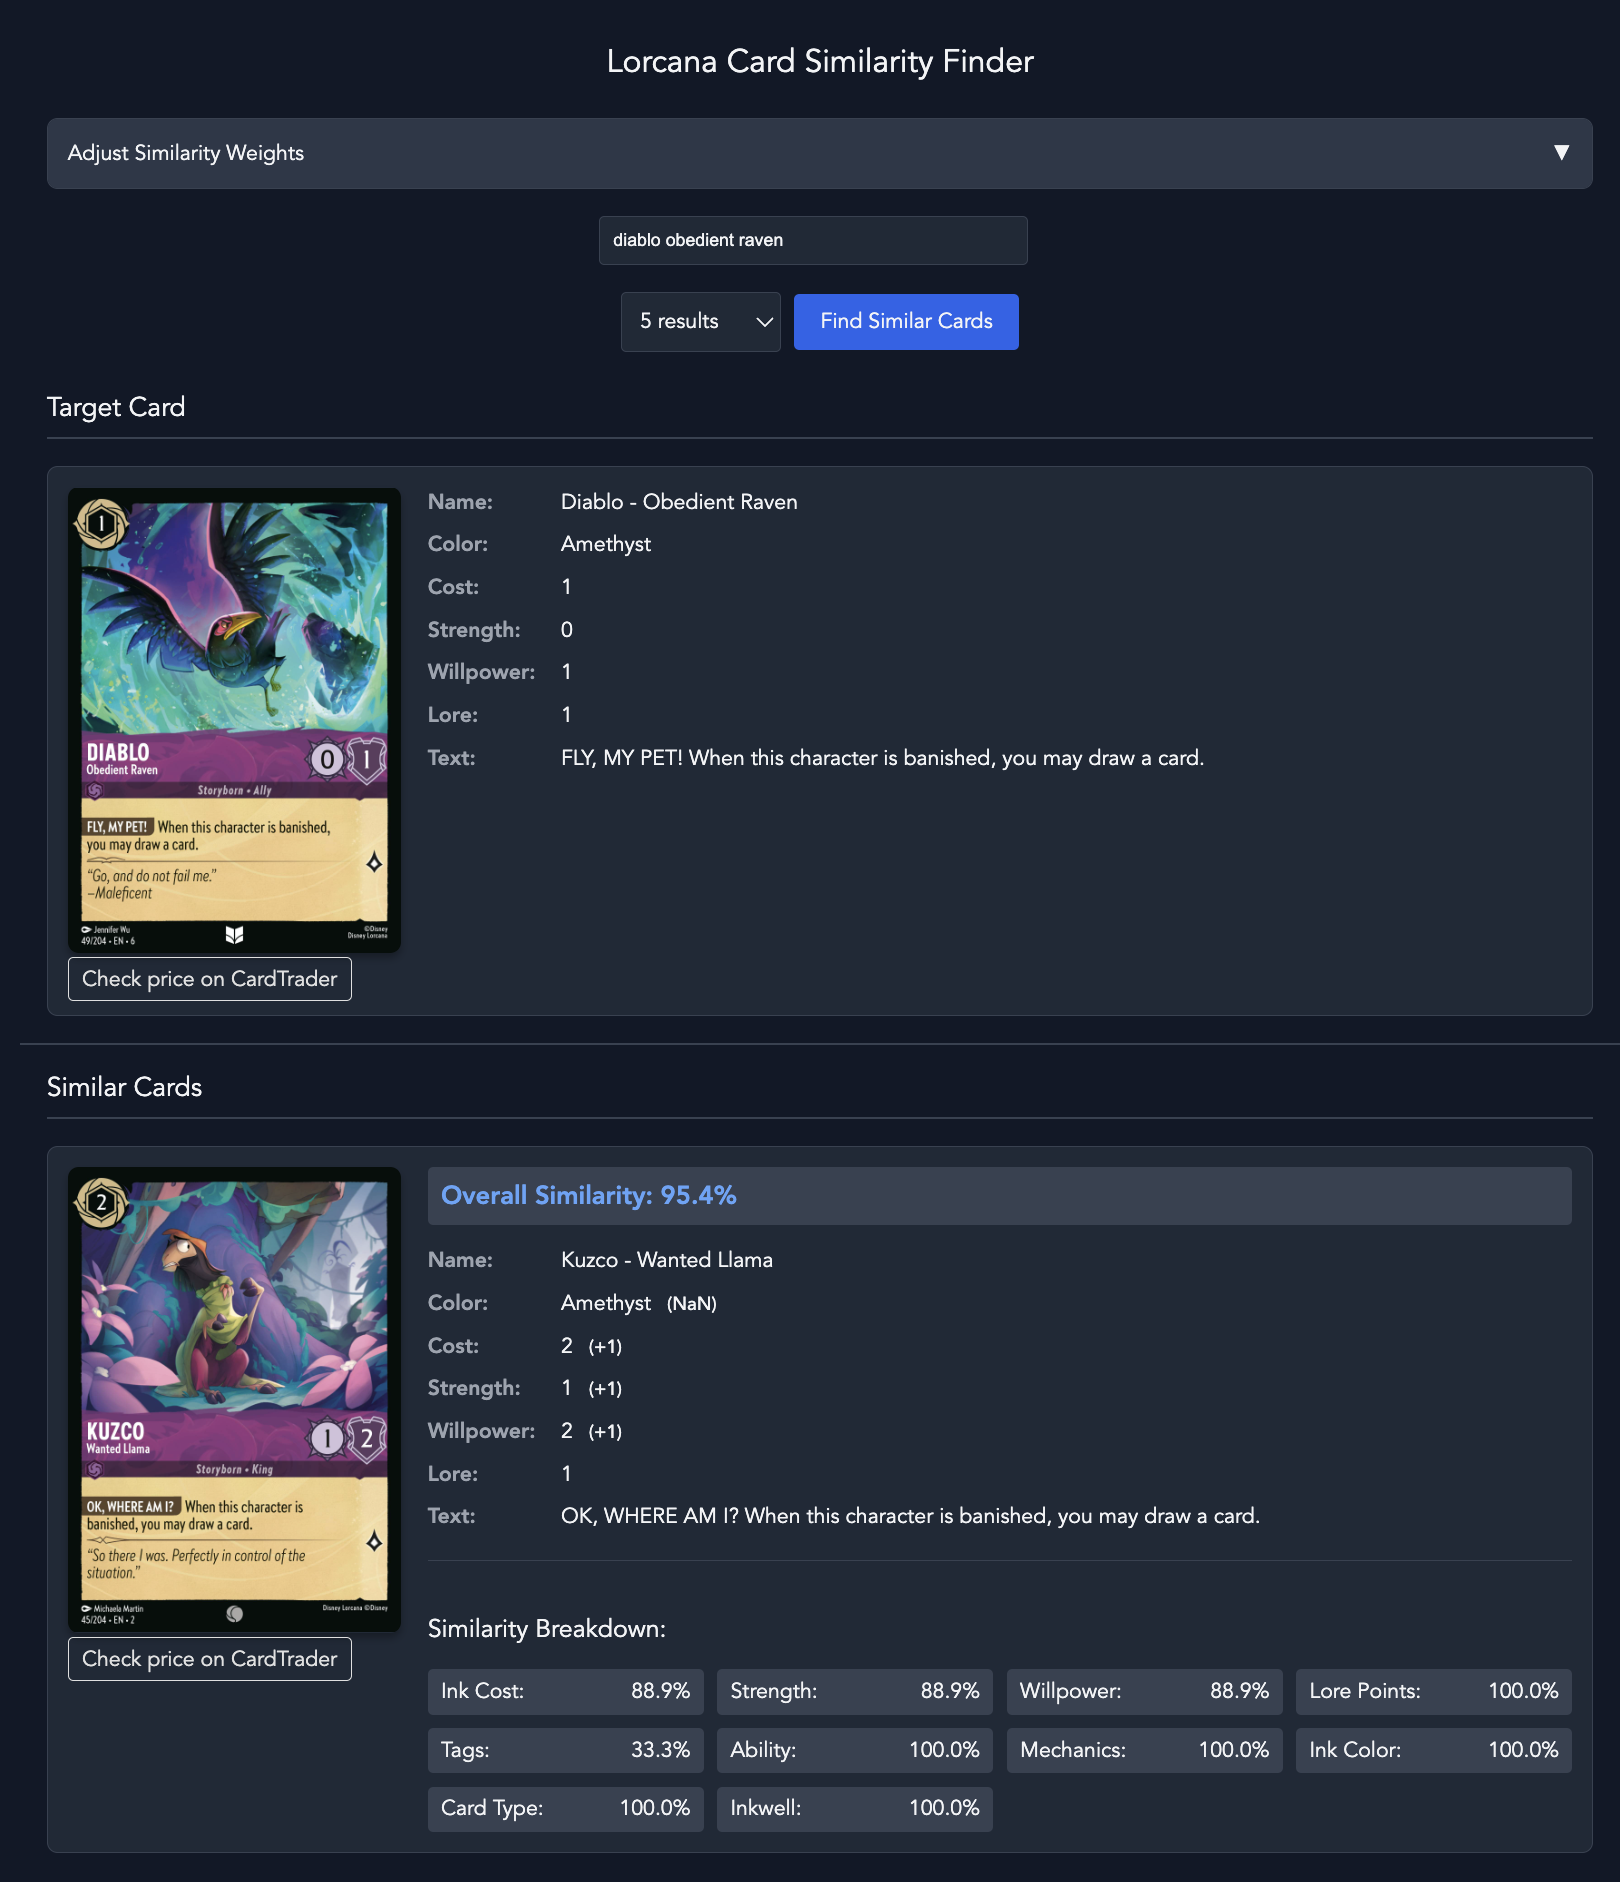 Lorcana Card Similarity Finder
Adjust Similarity Weights ▼
diablo obedient raven
5 results
Find Similar Cards
Target Card
1
DIABLO
Obedient Raven
0 1
Storyborn • Ally
FLY, MY PET! When this character is banished,
you may draw a card.
“Go, and do not fail me.”
–Maleficent
Jennifer Wu
49/204 • EN • 6
©Disney
Disney Lorcana
Check price on CardTrader
Name: Diablo - Obedient Raven
Color: Amethyst
Cost: 1
Strength: 0
Willpower: 1
Lore: 1
Text: FLY, MY PET! When this character is banished, you may draw a card.
Similar Cards
2
KUZCO
Wanted Llama
1 2
Storyborn • King
OK, WHERE AM I? When this character is
banished, you may draw a card.
“So there I was. Perfectly in control of the
situation.”
Michaela Martin
45/204 • EN • 2
Disney Lorcana ©Disney
Check price on CardTrader
Overall Similarity: 95.4%
Name: Kuzco - Wanted Llama
Color: Amethyst (NaN)
Cost: 2 (+1)
Strength: 1 (+1)
Willpower: 2 (+1)
Lore: 1
Text: OK, WHERE AM I? When this character is banished, you may draw a card.
Similarity Breakdown:
Ink Cost: 88.9% Strength: 88.9% Willpower: 88.9% Lore Points: 100.0%
Tags: 33.3% Ability: 100.0% Mechanics: 100.0% Ink Color: 100.0%
Card Type: 100.0% Inkwell: 100.0%